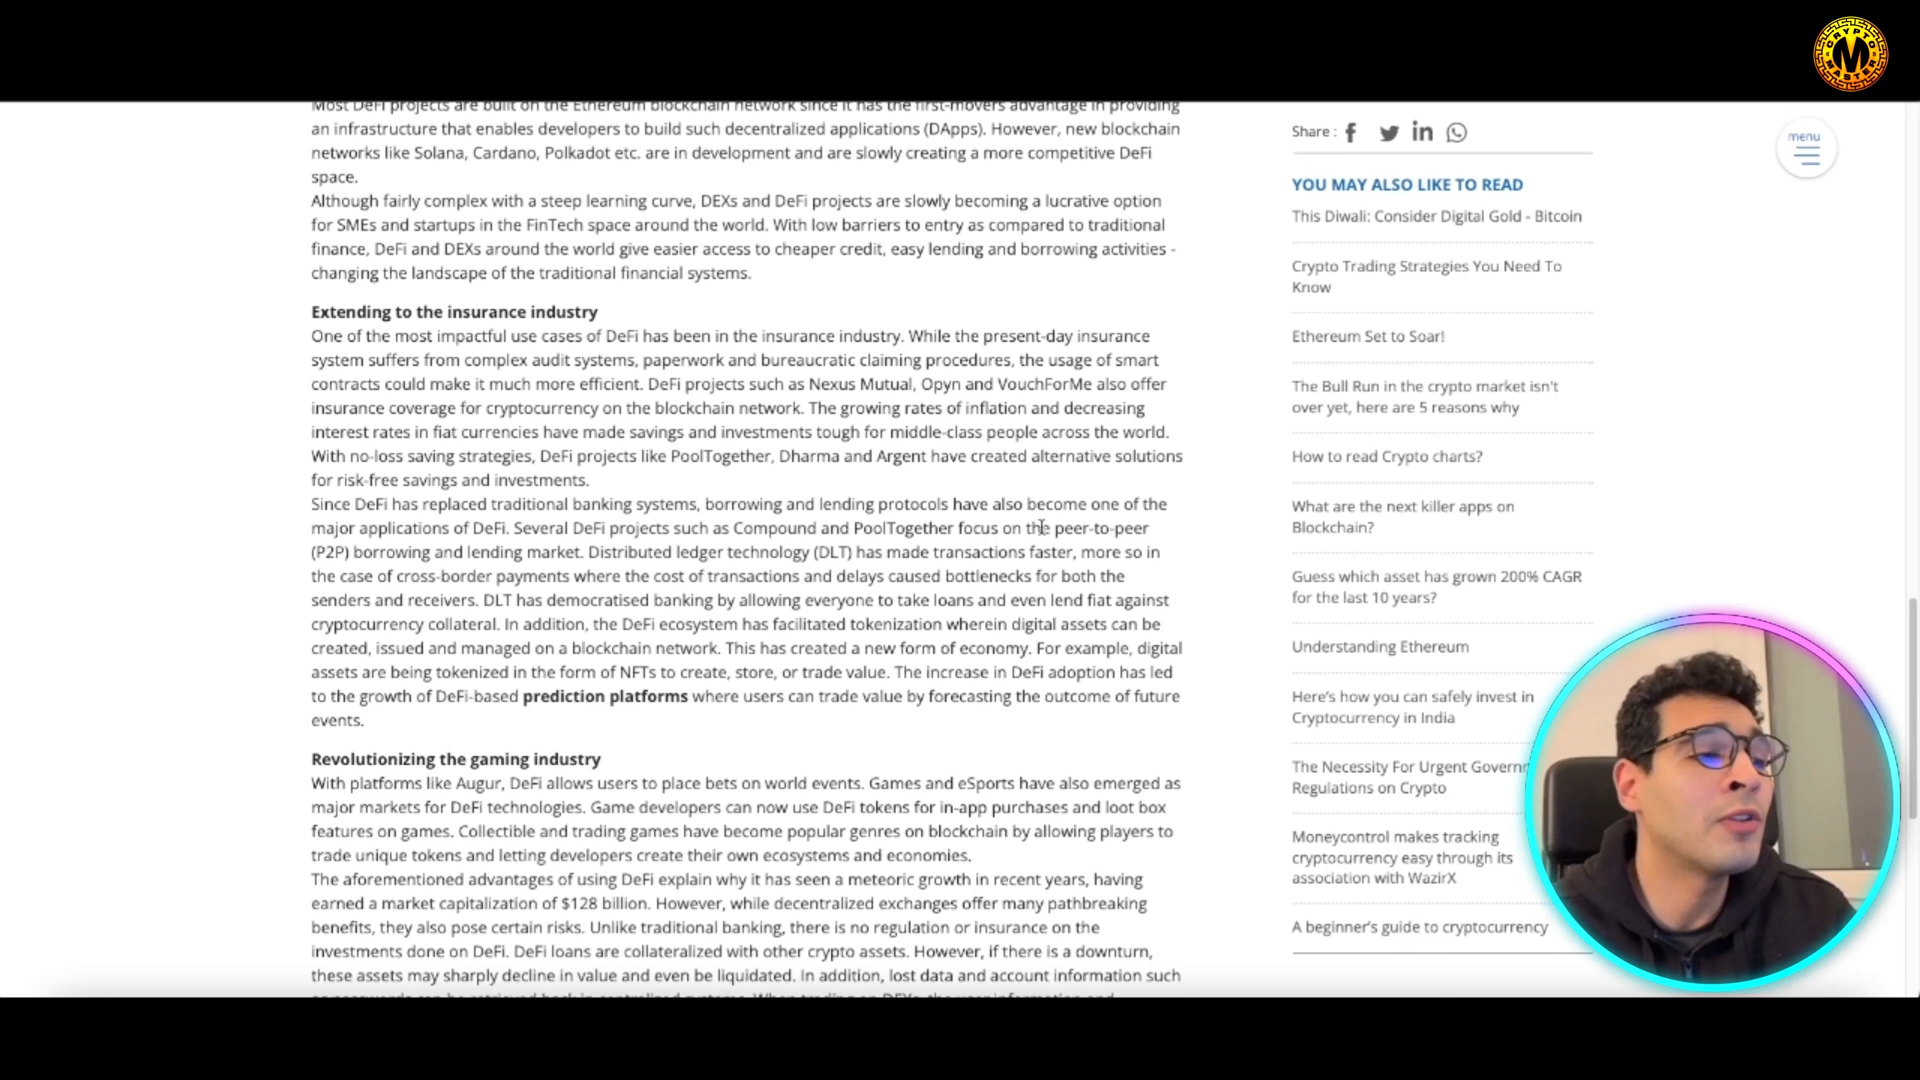 CRYPTO
M
MASTER
Most DeFi projects are built on the Ethereum blockchain network since it has the first-movers advantage in providing
an infrastructure that enables developers to build such decentralized applications (DApps). However, new blockchain
networks like Solana, Cardano, Polkadot etc. are in development and are slowly creating a more competitive DeFi
space.
Although fairly complex with a steep learning curve, DEXs and DeFi projects are slowly becoming a lucrative option
for SMEs and startups in the FinTech space around the world. With low barriers to entry as compared to traditional
finance, DeFi and DEXs around the world give easier access to cheaper credit, easy lending and borrowing activities -
changing the landscape of the traditional financial systems.
Extending to the insurance industry
One of the most impactful use cases of DeFi has been in the insurance industry. While the present-day insurance
system suffers from complex audit systems, paperwork and bureaucratic claiming procedures, the usage of smart
contracts could make it much more efficient. DeFi projects such as Nexus Mutual, Opyn and VouchForMe also offer
insurance coverage for cryptocurrency on the blockchain network. The growing rates of inflation and decreasing
interest rates in fiat currencies have made savings and investments tough for middle-class people across the world.
With no-loss saving strategies, DeFi projects like PoolTogether, Dharma and Argent have created alternative solutions
for risk-free savings and investments.
Since DeFi has replaced traditional banking systems, borrowing and lending protocols have also become one of the
major applications of DeFi. Several DeFi projects such as Compound and PoolTogether focus on the peer-to-peer
(P2P) borrowing and lending market. Distributed ledger technology (DLT) has made transactions faster, more so in
the case of cross-border payments where the cost of transactions and delays caused bottlenecks for both the
senders and receivers. DLT has democratised banking by allowing everyone to take loans and even lend fiat against
cryptocurrency collateral. In addition, the DeFi ecosystem has facilitated tokenization wherein digital assets can be
created, issued and managed on a blockchain network. This has created a new form of economy. For example, digital
assets are being tokenized in the form of NFTs to create, store, or trade value. The increase in DeFi adoption has led
to the growth of DeFi-based prediction platforms where users can trade value by forecasting the outcome of future
events.
Revolutionizing the gaming industry
With platforms like Augur, DeFi allows users to place bets on world events. Games and eSports have also emerged as
major markets for DeFi technologies. Game developers can now use DeFi tokens for in-app purchases and loot box
features on games. Collectible and trading games have become popular genres on blockchain by allowing players to
trade unique tokens and letting developers create their own ecosystems and economies.
The aforementioned advantages of using DeFi explain why it has seen a meteoric growth in recent years, having
earned a market capitalization of $128 billion. However, while decentralized exchanges offer many pathbreaking
benefits, they also pose certain risks. Unlike traditional banking, there is no regulation or insurance on the
investments done on DeFi. DeFi loans are collateralized with other crypto assets. However, if there is a downturn,
these assets may sharply decline in value and even be liquidated. In addition, lost data and account information such
Share :
menu
YOU MAY ALSO LIKE TO READ
This Diwali: Consider Digital Gold - Bitcoin
Crypto Trading Strategies You Need To
Know
Ethereum Set to Soar!
The Bull Run in the crypto market isn't
over yet, here are 5 reasons why
How to read Crypto charts?
What are the next killer apps on
Blockchain?
Guess which asset has grown 200% CAGR
for the last 10 years?
Understanding Ethereum
Here's how you can safely invest in
Cryptocurrency in India
The Necessity For Urgent Governm
Regulations on Crypto
Moneycontrol makes tracking
cryptocurrency easy through its
association with WazirX
A beginner's guide to cryptocurrency